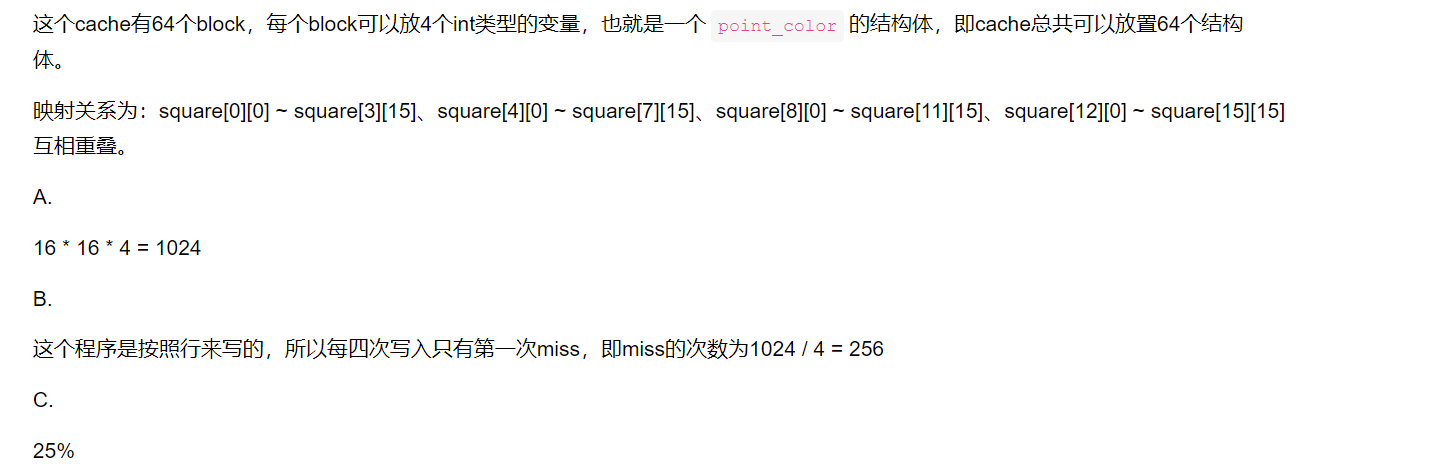 这个cache有64个block，每个block可以放4个int类型的变量，也就是一个 point_color 的结构体，即cache总共可以放置64个结构
体。
映射关系为：square[0][0] ~ square[3][15]、square[4][0] ~ square[7][15]、square[8][0] ~ square[11][15]、square[12][0] ~ square[15][15]
互相重叠。
A.
16 * 16 * 4 = 1024
B.
这个程序是按照行来写的，所以每四次写入只有第一次miss，即miss的次数为1024 / 4 = 256
C.
25%